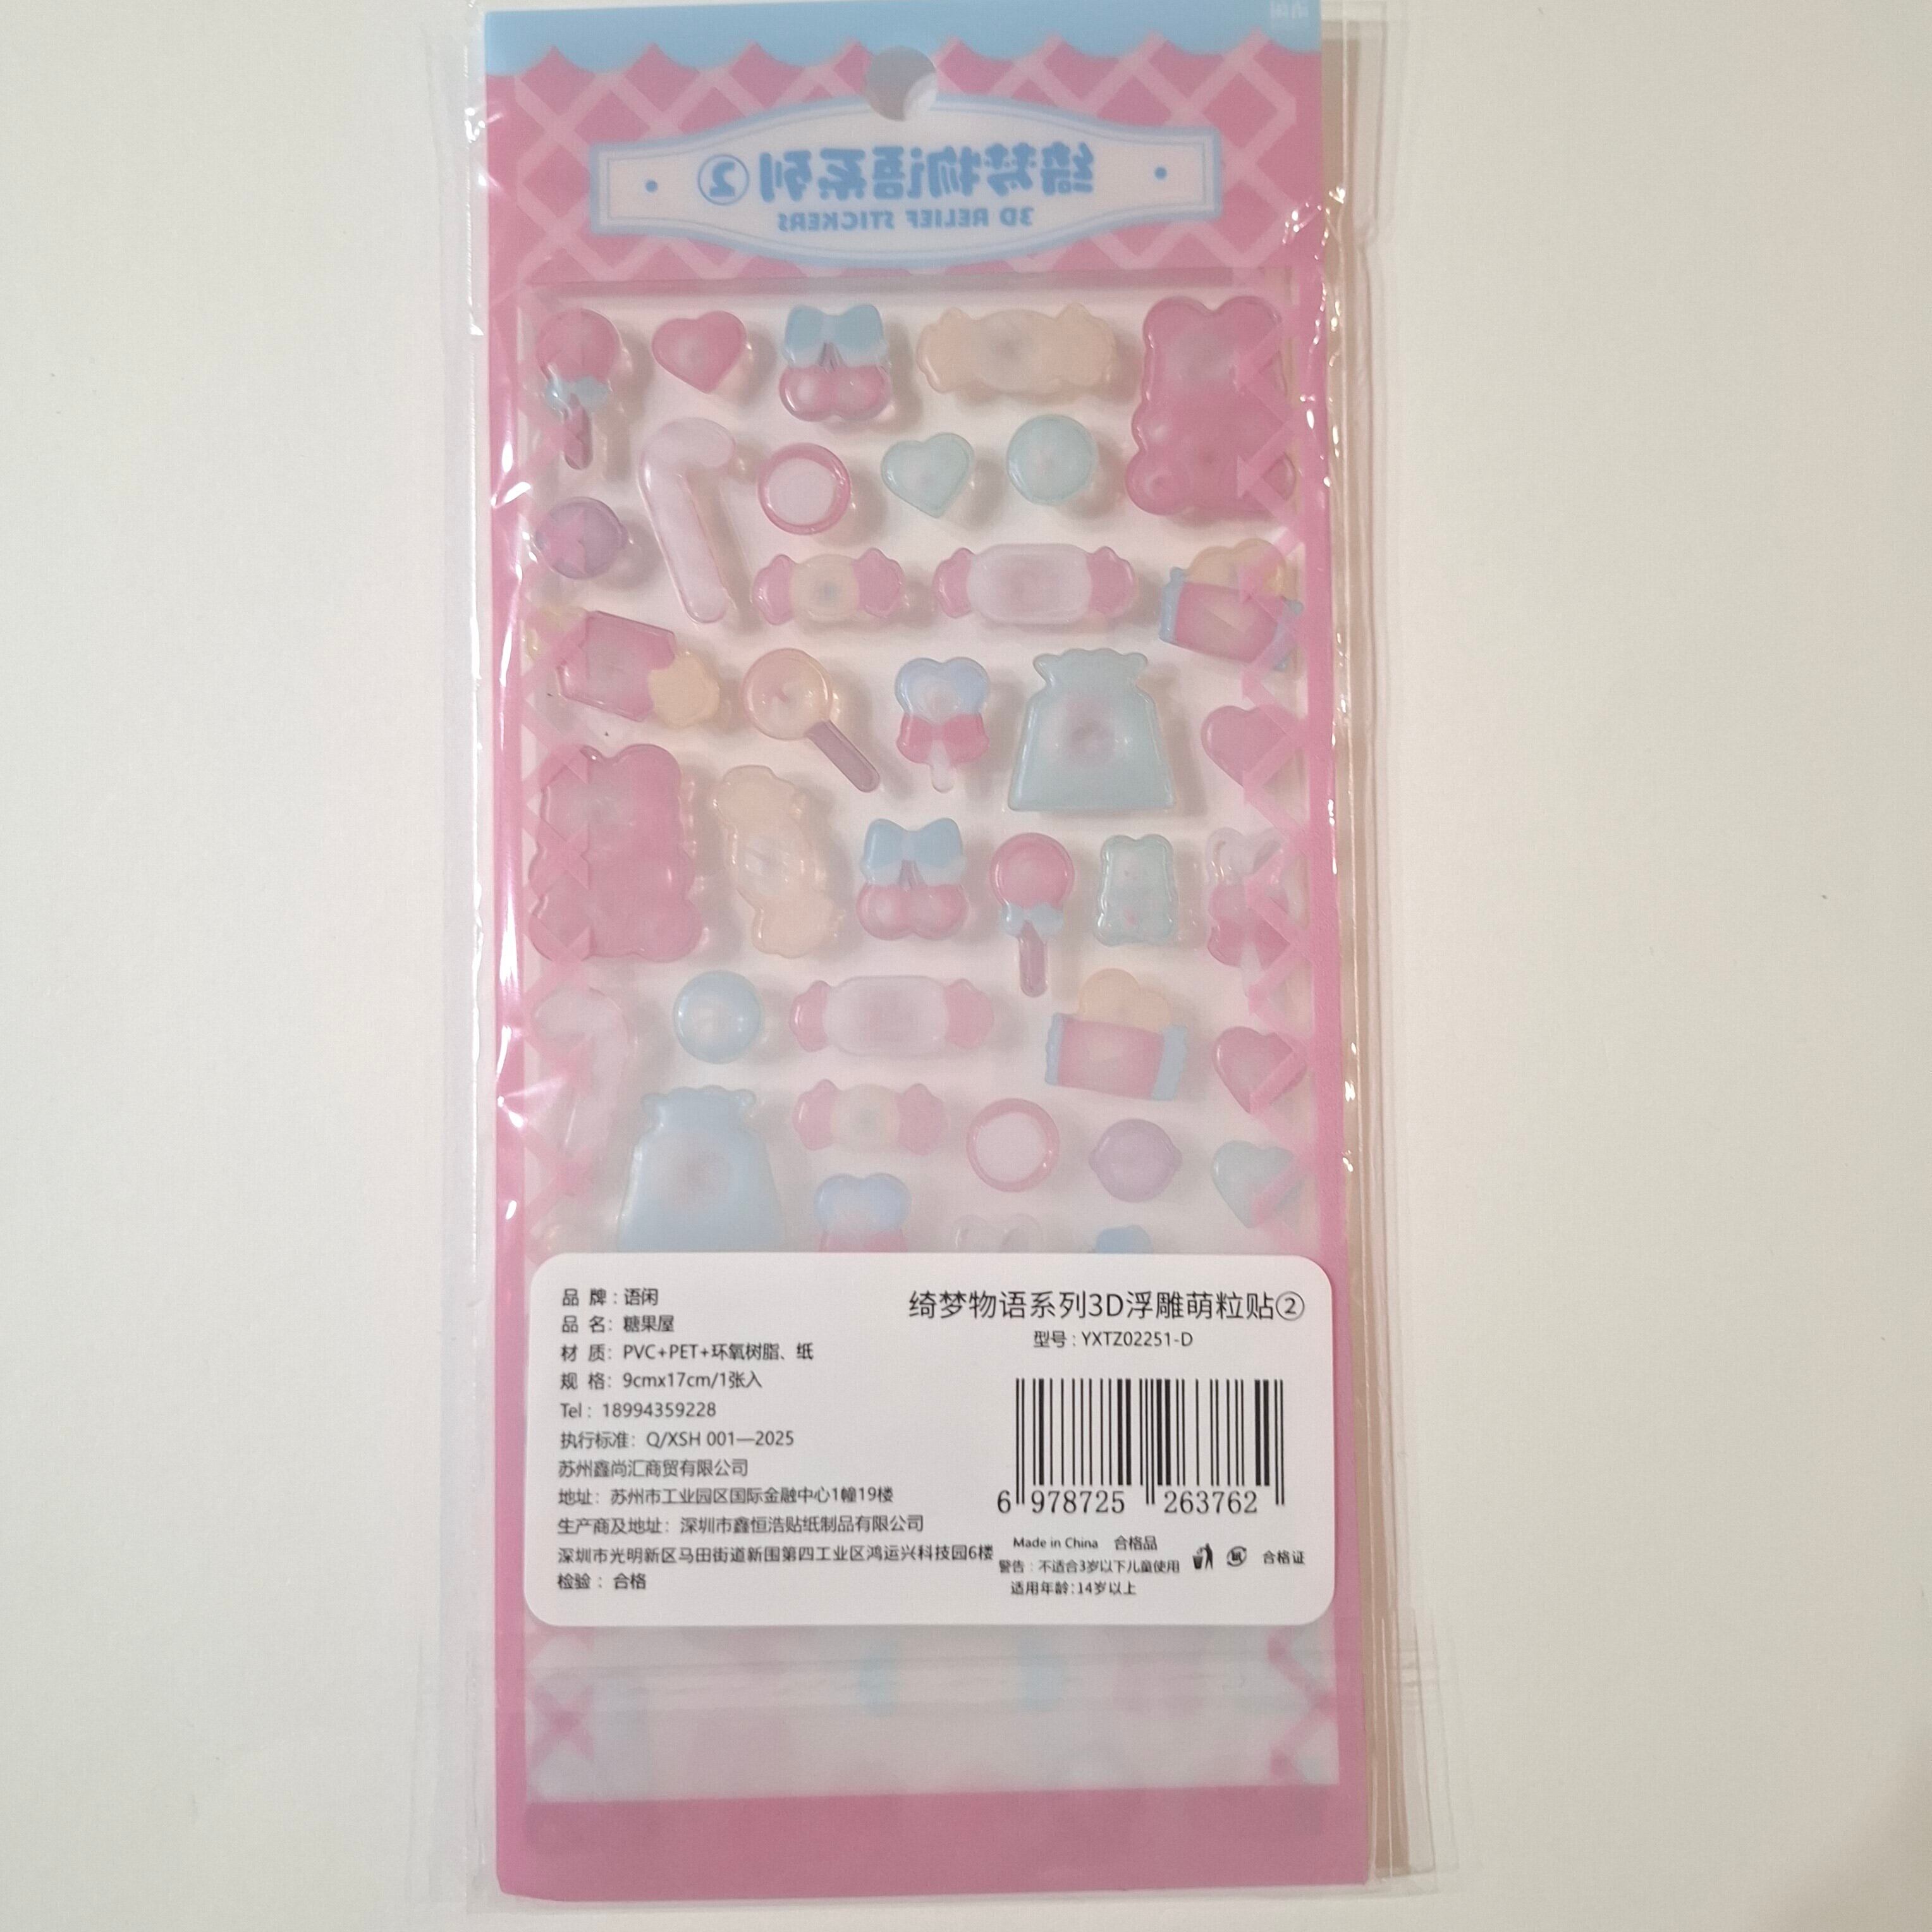 绮梦物语系列②
3D RELIEF STICKERS
品 牌：语闲
品 名：糖果屋
材 质：PVC+PET+环氧树脂、纸
规 格：9cmx17cm/1张入
Tel：18994359228
执行标准：Q/XSH 001—2025
苏州鑫尚汇商贸有限公司
地址：苏州市工业园区国际金融中心1幢19楼
生产商及地址：深圳市鑫恒浩贴纸制品有限公司
深圳市光明新区马田街道新围第四工业区鸿运兴科技园6楼
检验：合格
绮梦物语系列3D浮雕萌粒贴②
型号：YXTZ02251-D
6 978725 263762
Made in China 合格品
警告：不适合3岁以下儿童使用
适用年龄：14岁以上
合格证